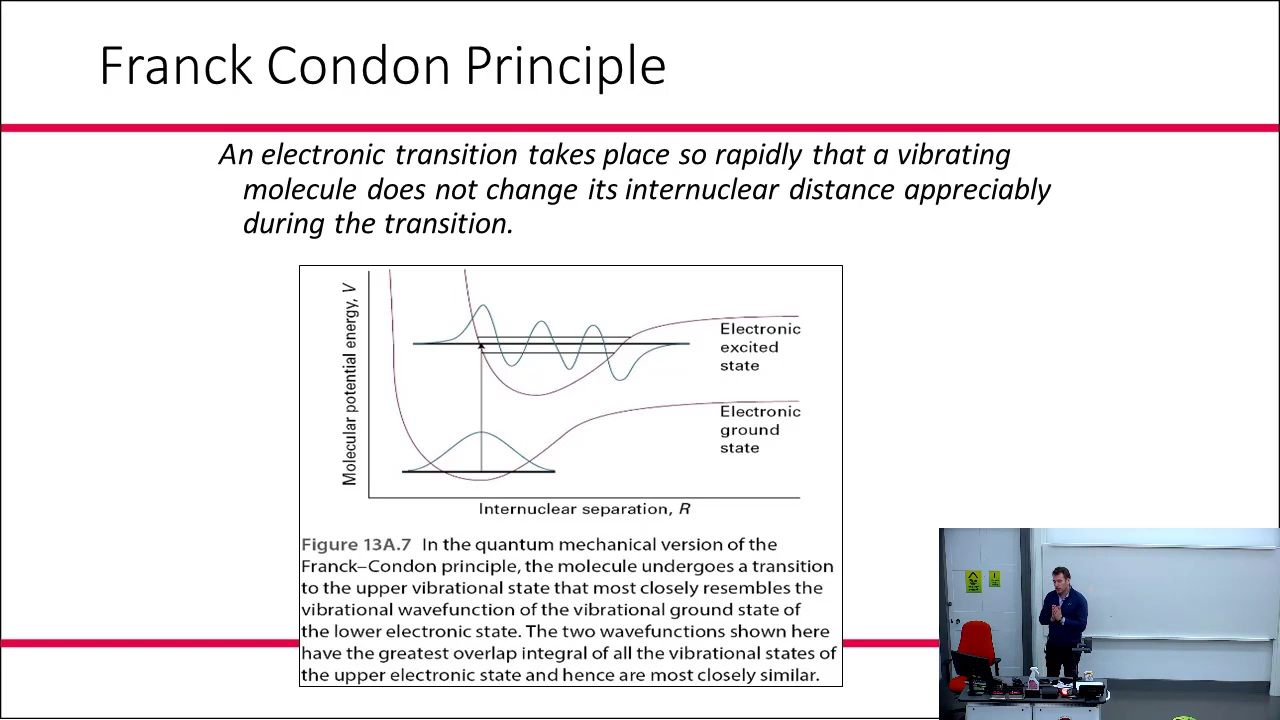 Franck Condon Principle
An electronic transition takes place so rapidly that a vibrating
molecule does not change its internuclear distance appreciably
during the transition.
Molecular potential energy, V
Electronic
excited
state
Electronic
ground
state
Internuclear separation, R
Figure 13A.7 In the quantum mechanical version of the
Franck–Condon principle, the molecule undergoes a transition
to the upper vibrational state that most closely resembles the
vibrational wavefunction of the vibrational ground state of
the lower electronic state. The two wavefunctions shown here
have the greatest overlap integral of all the vibrational states of
the upper electronic state and hence are most closely similar.